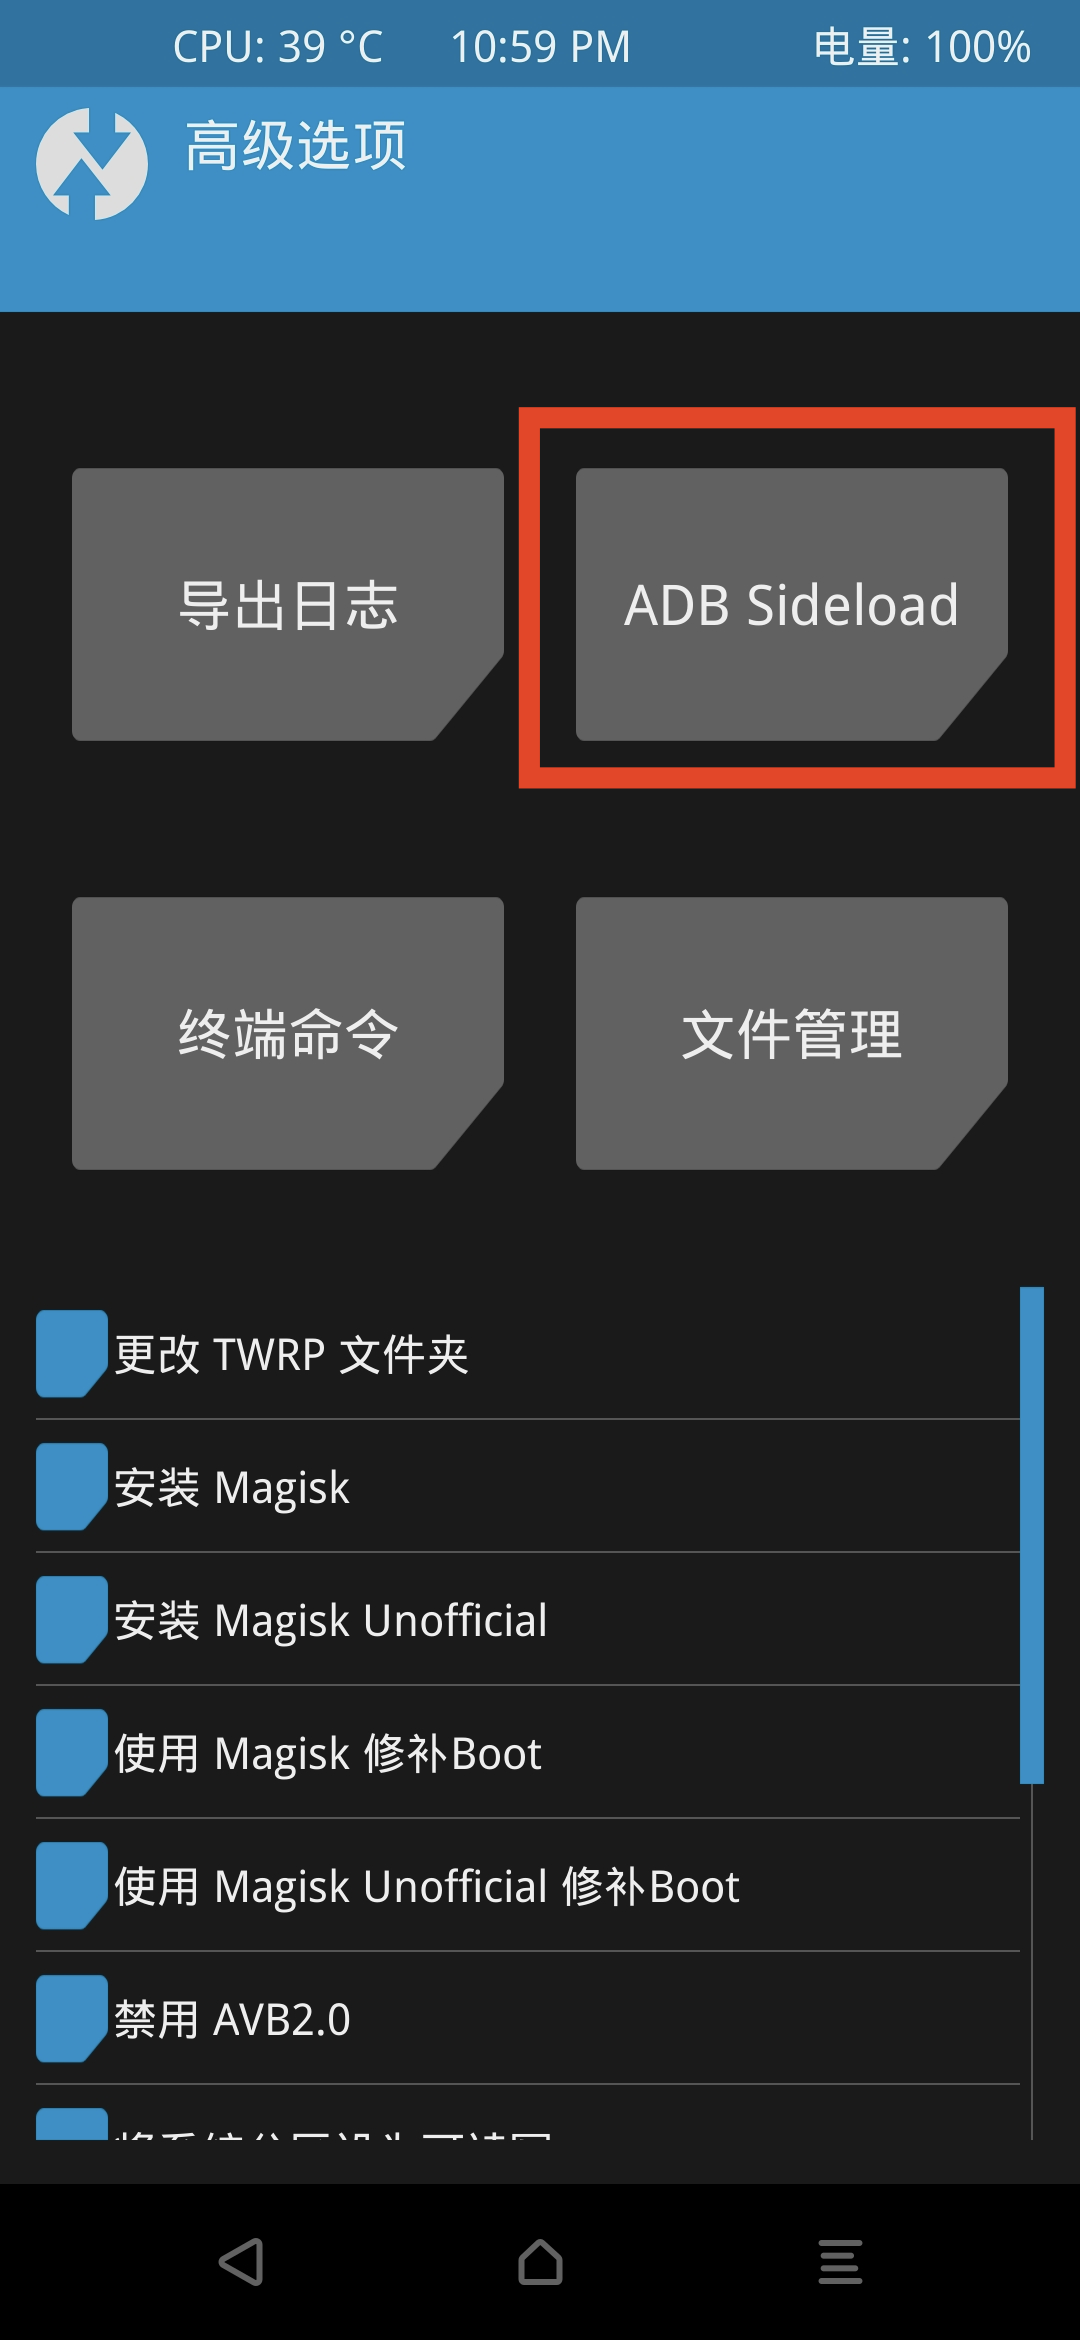 CPU: 39 °C 10:59 PM 电量: 100%
高级选项
导出日志
ADB Sideload
终端命令
文件管理
更改 TWRP 文件夹
安装 Magisk
安装 Magisk Unofficial
使用 Magisk 修补Boot
使用 Magisk Unofficial 修补Boot
禁用 AVB2.0